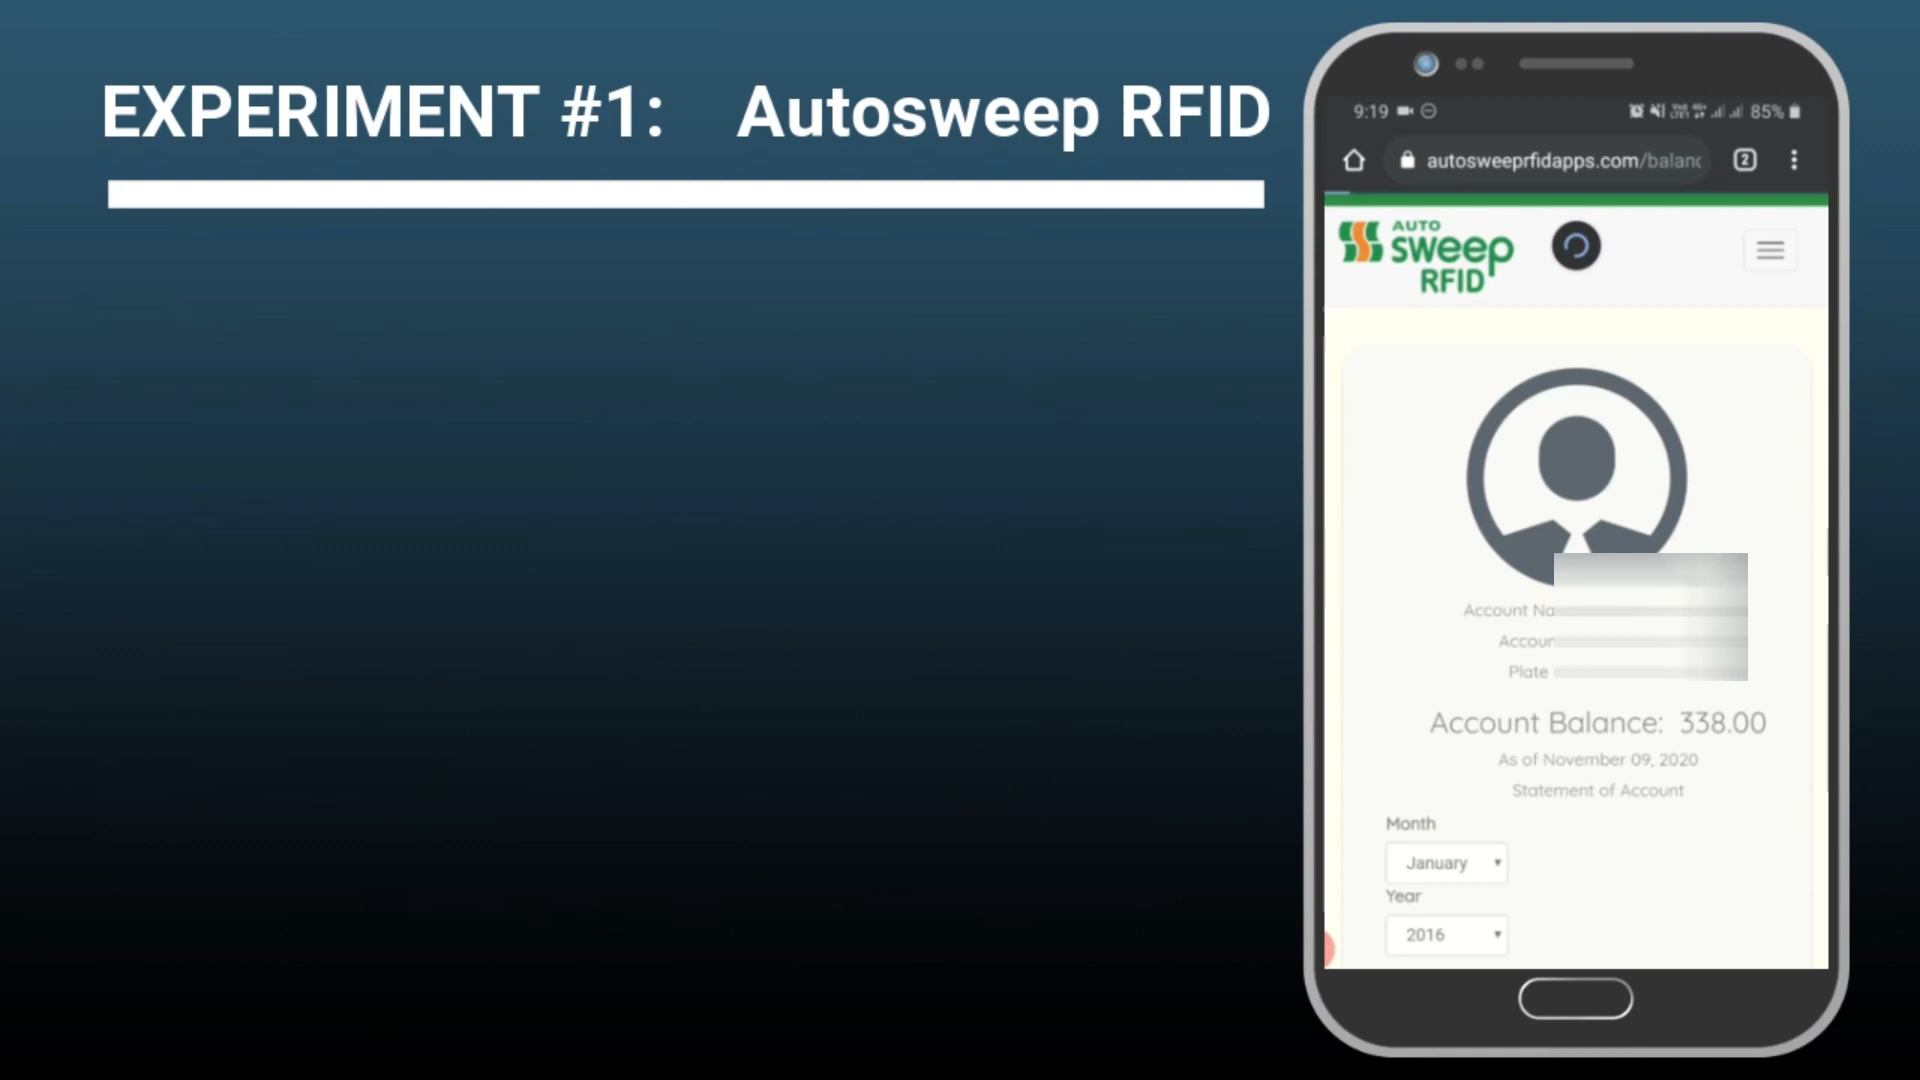 EXPERIMENT #1: Autosweep RFID
9:19
85%
autosweeprfidapps.com/balanc
2
AUTO
sweep
RFID
Account Na
Accour
Plate
Account Balance: 338.00
As of November 09, 2020
Statement of Account
Month
January
Year
2016